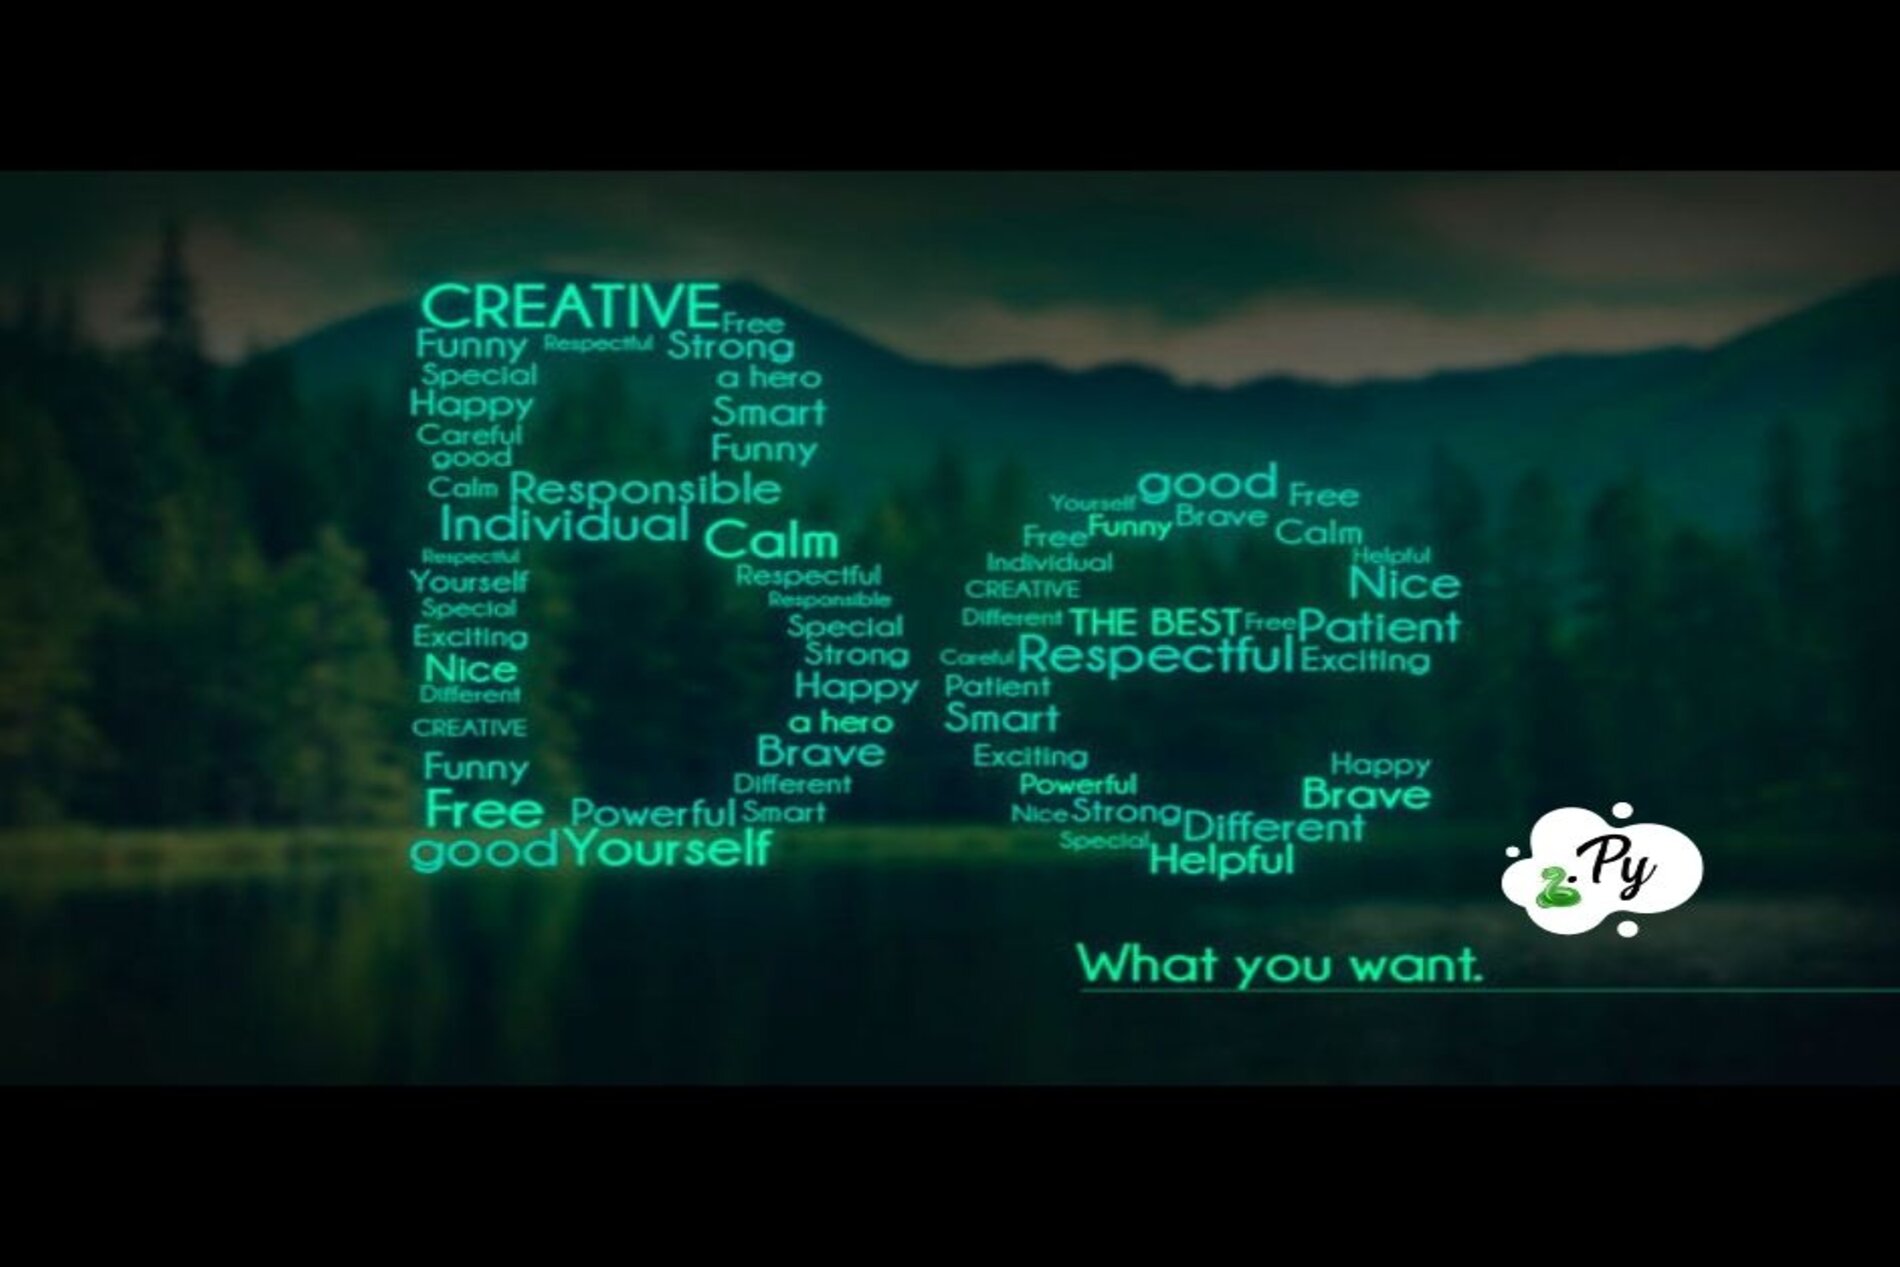 CREATIVE Free
Funny Respectful Strong
Special a hero
Happy Smart
Careful
good Funny
Calm Responsible
Individual Calm
Respectful
Yourself Respectful
Special Responsible
Exciting Special
Nice Strong
Different Happy
CREATIVE a hero
Funny Brave
Different
Free Powerful Smart
good Yourself
Yourself good Free
Free Funny Brave Calm
Individual Helpful
CREATIVE Nice
Different THE BEST Free Patient
Careful Respectful Exciting
Patient
Smart
Exciting Happy
Powerful Brave
Nice Strong Different
Special Helpful
.Py
What you want.